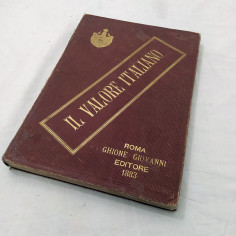 IL VALORE ITALIANO
ROMA
GHIONE GIOVANNI
EDITORE
1883